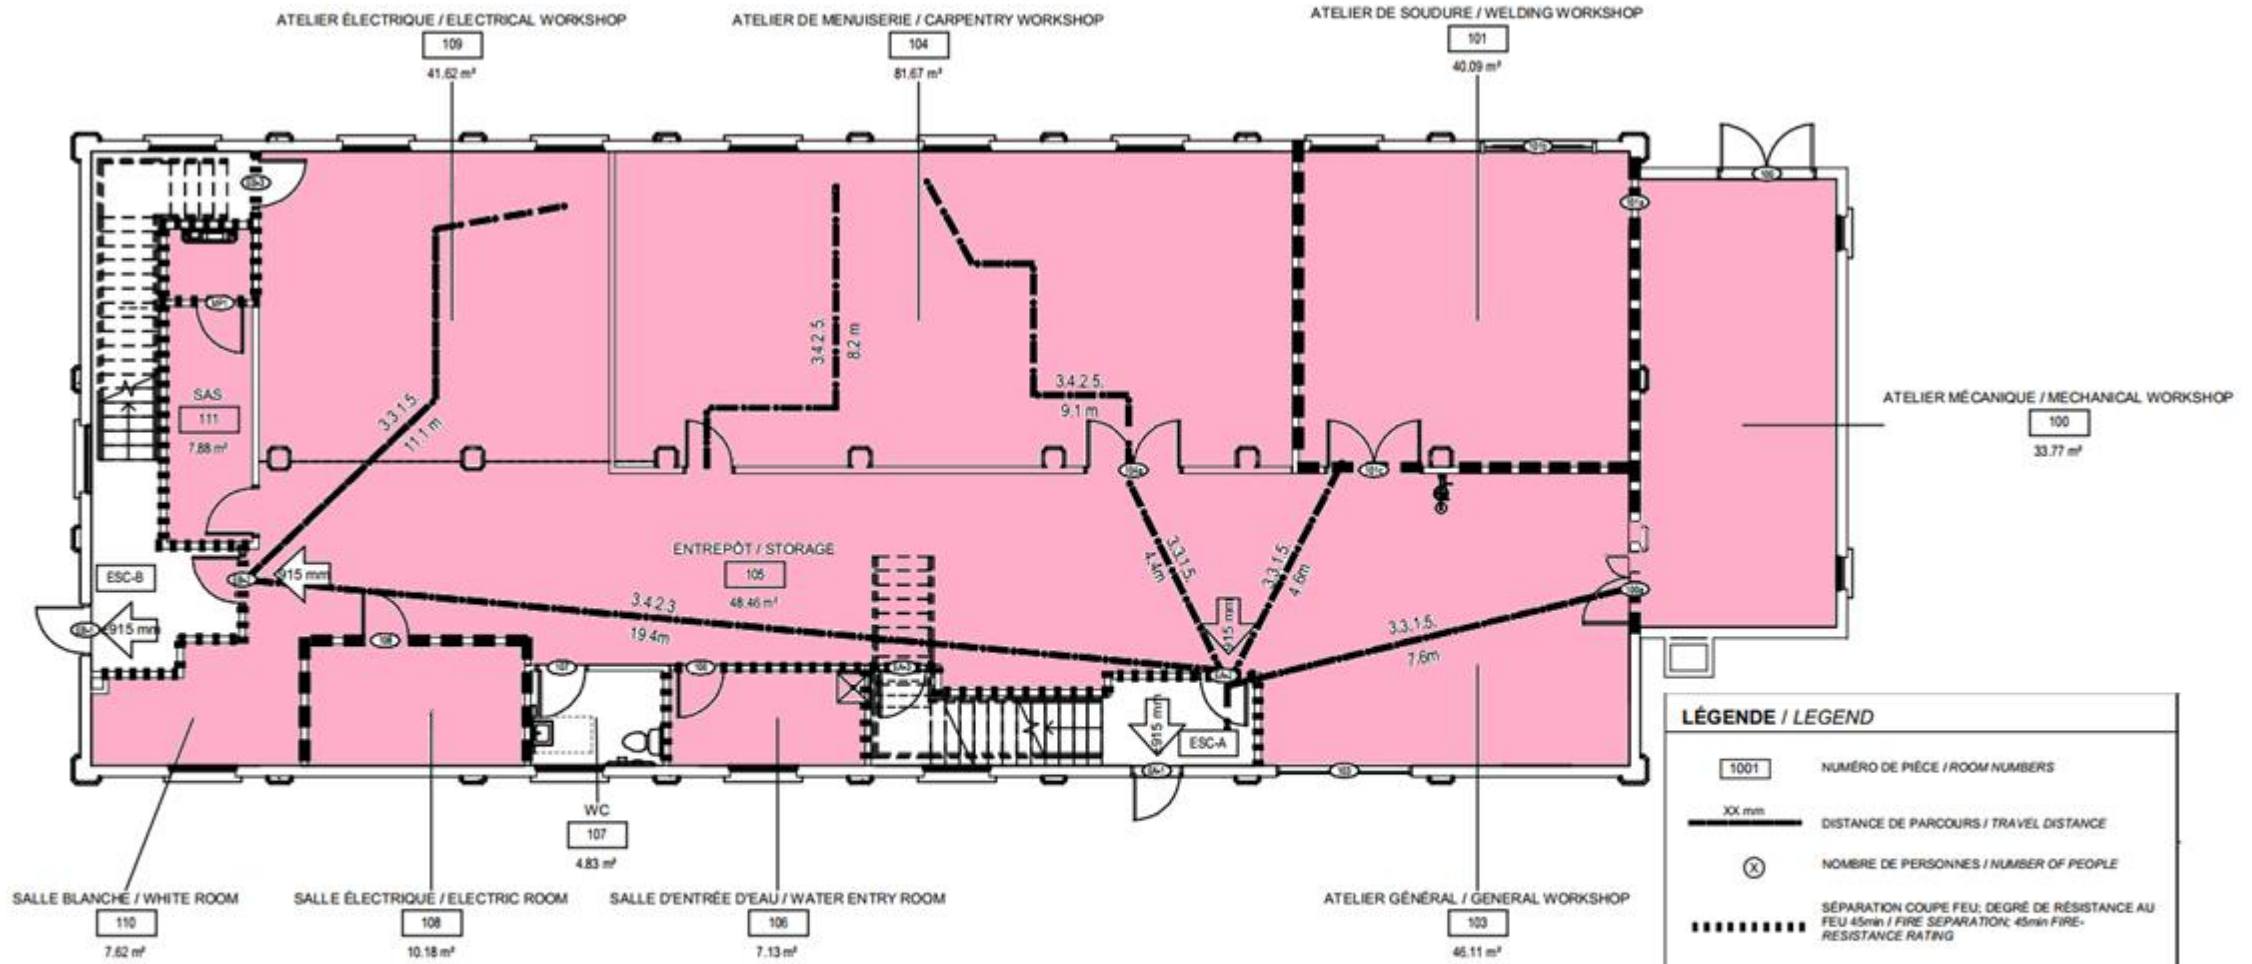 ATELIER ÉLECTRIQUE / ELECTRICAL WORKSHOP
109
41.62 m²
ATELIER DE MENUISERIE / CARPENTRY WORKSHOP
104
81.67 m²
ATELIER DE SOUDURE / WELDING WORKSHOP
101
40.09 m²
ATELIER MÉCANIQUE / MECHANICAL WORKSHOP
100
33.77 m²
SAS
111
7.88 m²
3.3.1.5.
11.1 m
3.4.2.5.
8.2 m
3.4.2.5.
9.1 m
104a
101c
101a
100
100a
MP1
ESC-B
915 mm
915 mm
ENTREPÔT / STORAGE
105
48.46 m²
3.4.2.3.
19.4m
3.3.1.5.
4.4m
3.3.1.5.
4.6m
3.3.1.5.
7.6m
915 mm
915 mm
ESC-A
108
107
103
WC
107
4.83 m²
SALLE BLANCHE / WHITE ROOM
110
7.62 m²
SALLE ÉLECTRIQUE / ELECTRIC ROOM
108
10.18 m²
SALLE D'ENTRÉE D'EAU / WATER ENTRY ROOM
106
7.13 m²
ATELIER GÉNÉRAL / GENERAL WORKSHOP
103
46.11 m²
LÉGENDE / LEGEND
1001
NUMÉRO DE PIÈCE / ROOM NUMBERS
XX mm
DISTANCE DE PARCOURS / TRAVEL DISTANCE
X
NOMBRE DE PERSONNES / NUMBER OF PEOPLE
SÉPARATION COUPE FEU; DEGRÉ DE RÉSISTANCE AU
FEU 45min / FIRE SEPARATION; 45min FIRE-
RESISTANCE RATING